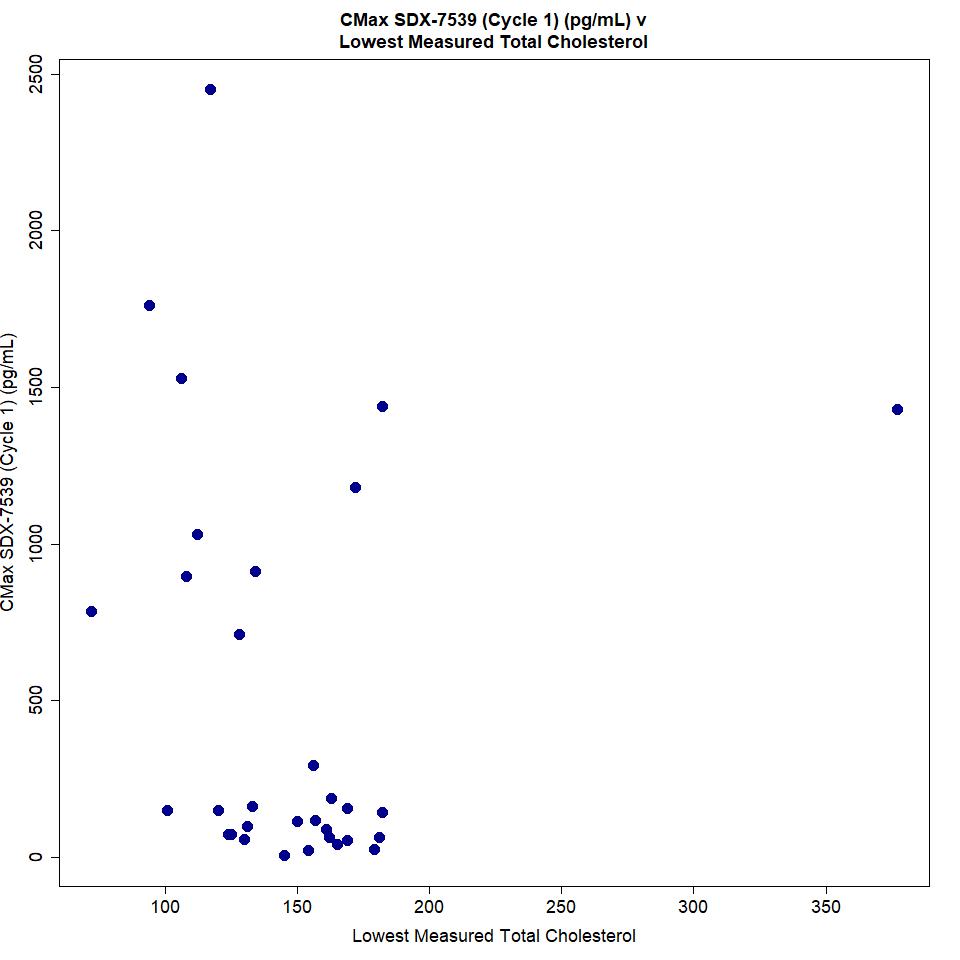 CMax SDX-7539 (Cycle 1) (pg/mL) v
Lowest Measured Total Cholesterol
2500
2000
1500
1000
500
0
CMax SDX-7539 (Cycle 1) (pg/mL)
100 150 200 250 300 350
Lowest Measured Total Cholesterol